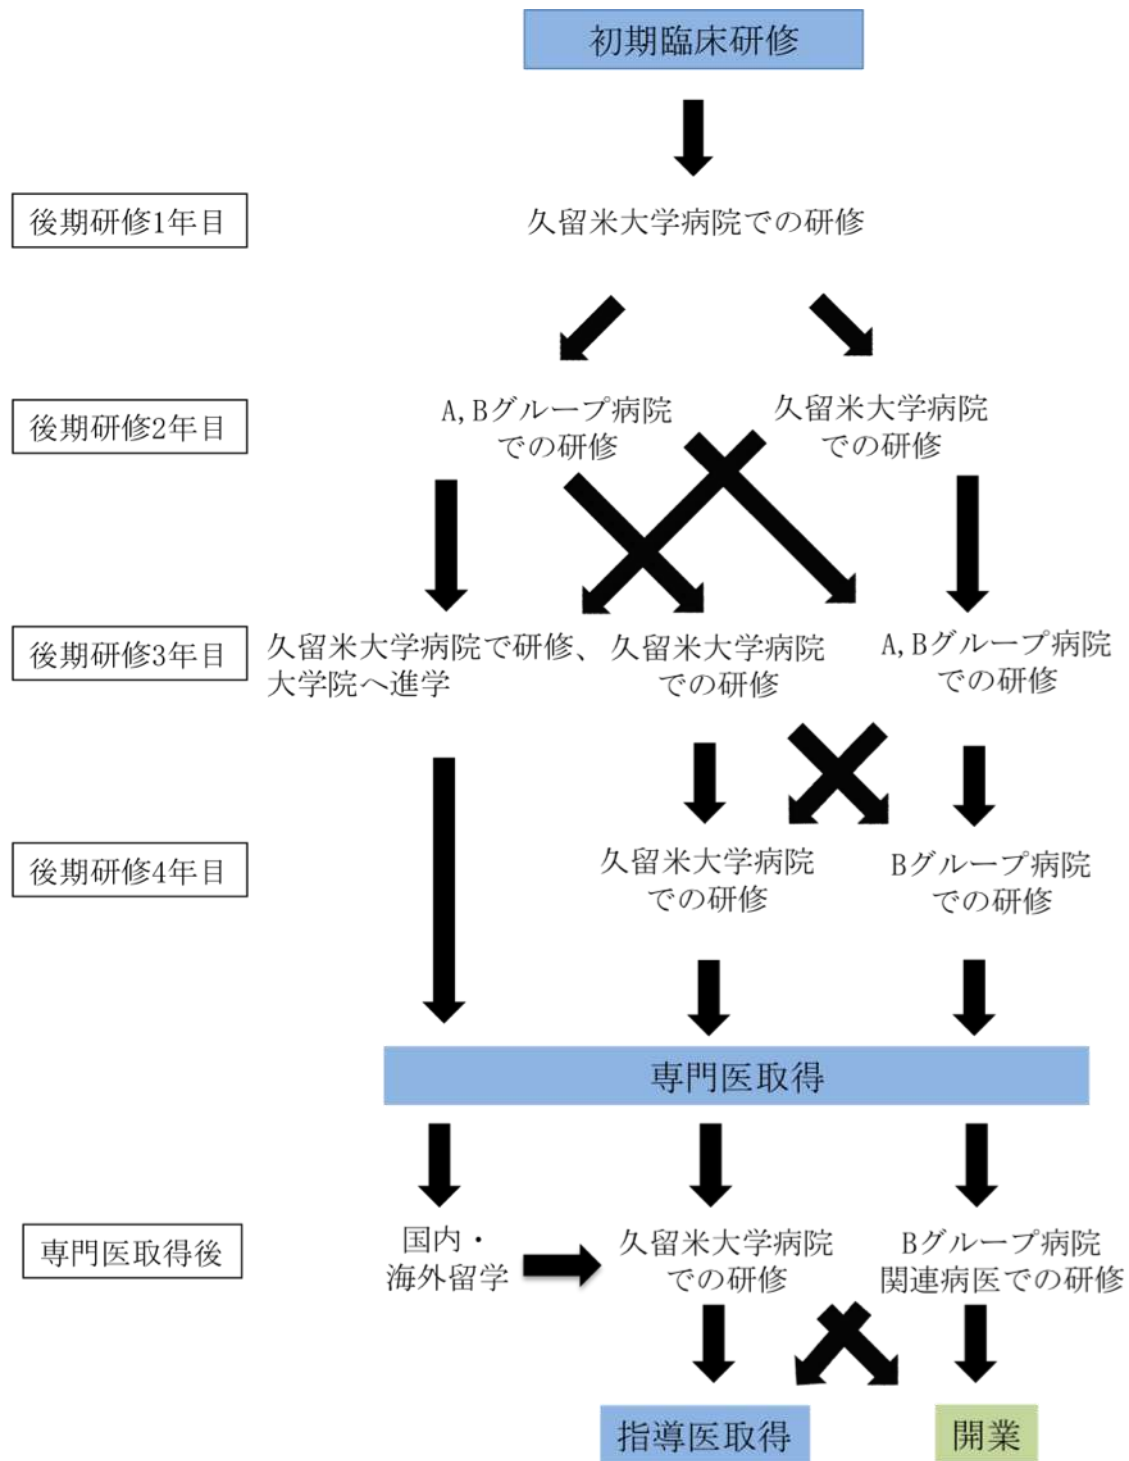 初期臨床研修
後期研修1年目
久留米大学病院での研修
後期研修2年目
A,Bグループ病院
での研修
久留米大学病院
での研修
後期研修3年目
久留米大学病院で研修、
大学院へ進学
久留米大学病院
での研修
A,Bグループ病院
での研修
後期研修4年目
久留米大学病院
での研修
Bグループ病院
での研修
専門医取得
専門医取得後
国内・
海外留学
久留米大学病院
での研修
Bグループ病院
関連病医での研修
指導医取得
開業